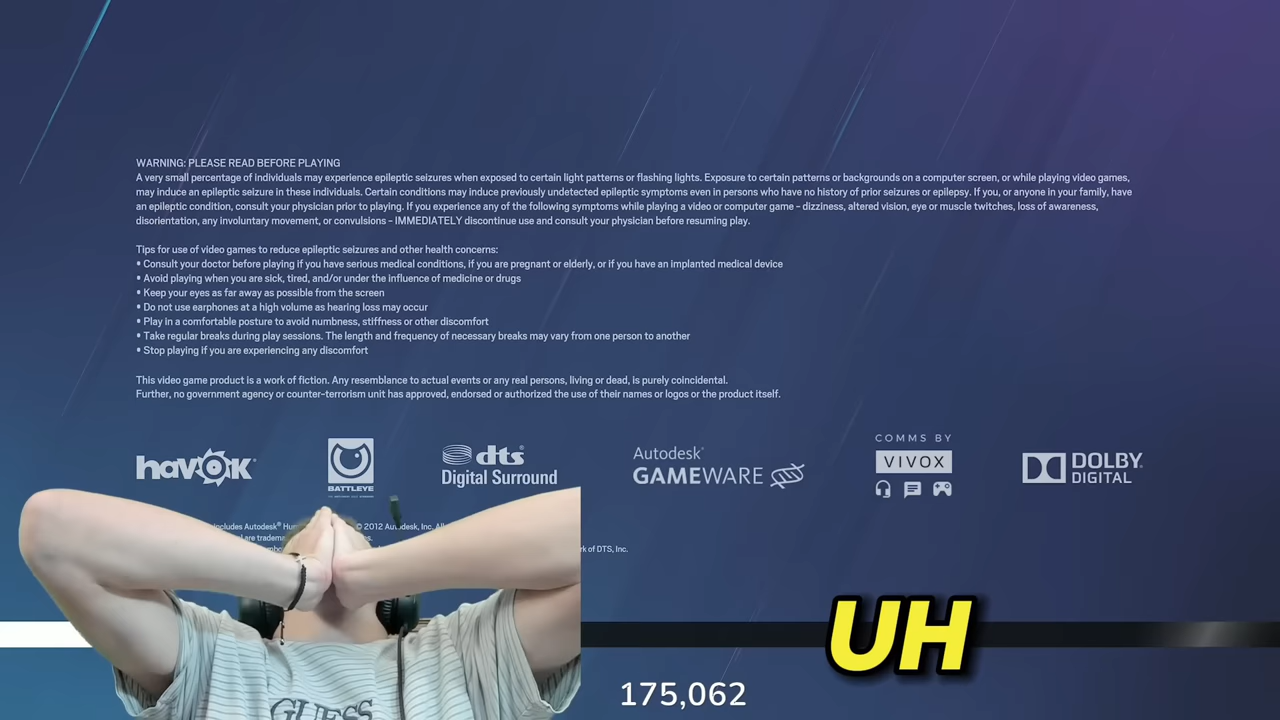 WARNING: PLEASE READ BEFORE PLAYING
A very small percentage of individuals may experience epileptic seizures when exposed to certain light patterns or flashing lights. Exposure to certain patterns or backgrounds on a computer screen, or while playing video games,
may induce an epileptic seizure in these individuals. Certain conditions may induce previously undetected epileptic symptoms even in persons who have no history of prior seizures or epilepsy. If you, or anyone in your family, have
an epileptic condition, consult your physician prior to playing. If you experience any of the following symptoms while playing a video or computer game - dizziness, altered vision, eye or muscle twitches, loss of awareness,
disorientation, any involuntary movement, or convulsions - IMMEDIATELY discontinue use and consult your physician before resuming play.
Tips for use of video games to reduce epileptic seizures and other health concerns:
• Consult your doctor before playing if you have serious medical conditions, if you are pregnant or elderly, or if you have an implanted medical device
• Avoid playing when you are sick, tired, and/or under the influence of medicine or drugs
• Keep your eyes as far away as possible from the screen
• Do not use earphones at a high volume as hearing loss may occur
• Play in a comfortable posture to avoid numbness, stiffness or other discomfort
• Take regular breaks during play sessions. The length and frequency of necessary breaks may vary from one person to another
• Stop playing if you are experiencing any discomfort
This video game product is a work of fiction. Any resemblance to actual events or any real persons, living or dead, is purely coincidental.
Further, no government agency or counter-terrorism unit has approved, endorsed or authorized the use of their names or logos or the product itself.
COMMS BY
havok®
BATTLEYE
dts
Digital Surround
Autodesk®
GAMEWARE
VIVOX
DOLBY
DIGITAL
includes Autodesk® © 2012 Autodesk, Inc.
are
of DTS, Inc.
UH
GUESS
175,062